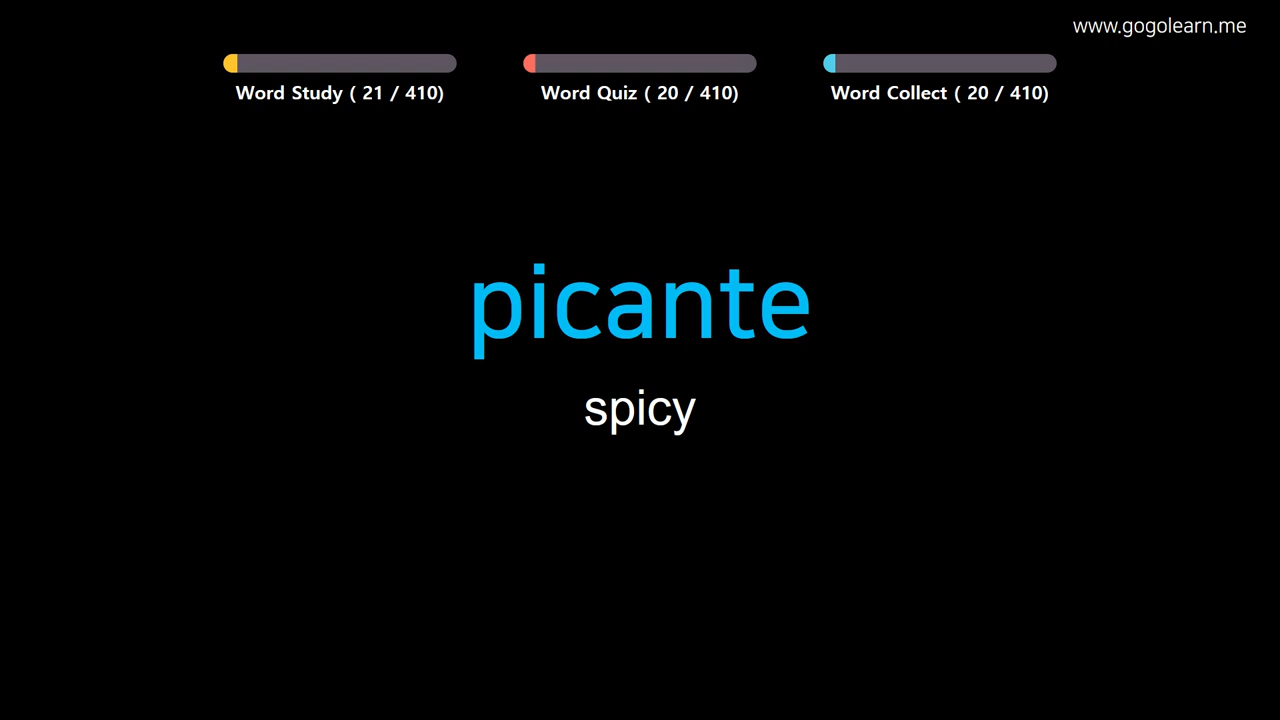 www.gogolearn.me
Word Study ( 21 / 410)
Word Quiz ( 20 / 410)
Word Collect ( 20 / 410)
picante
spicy